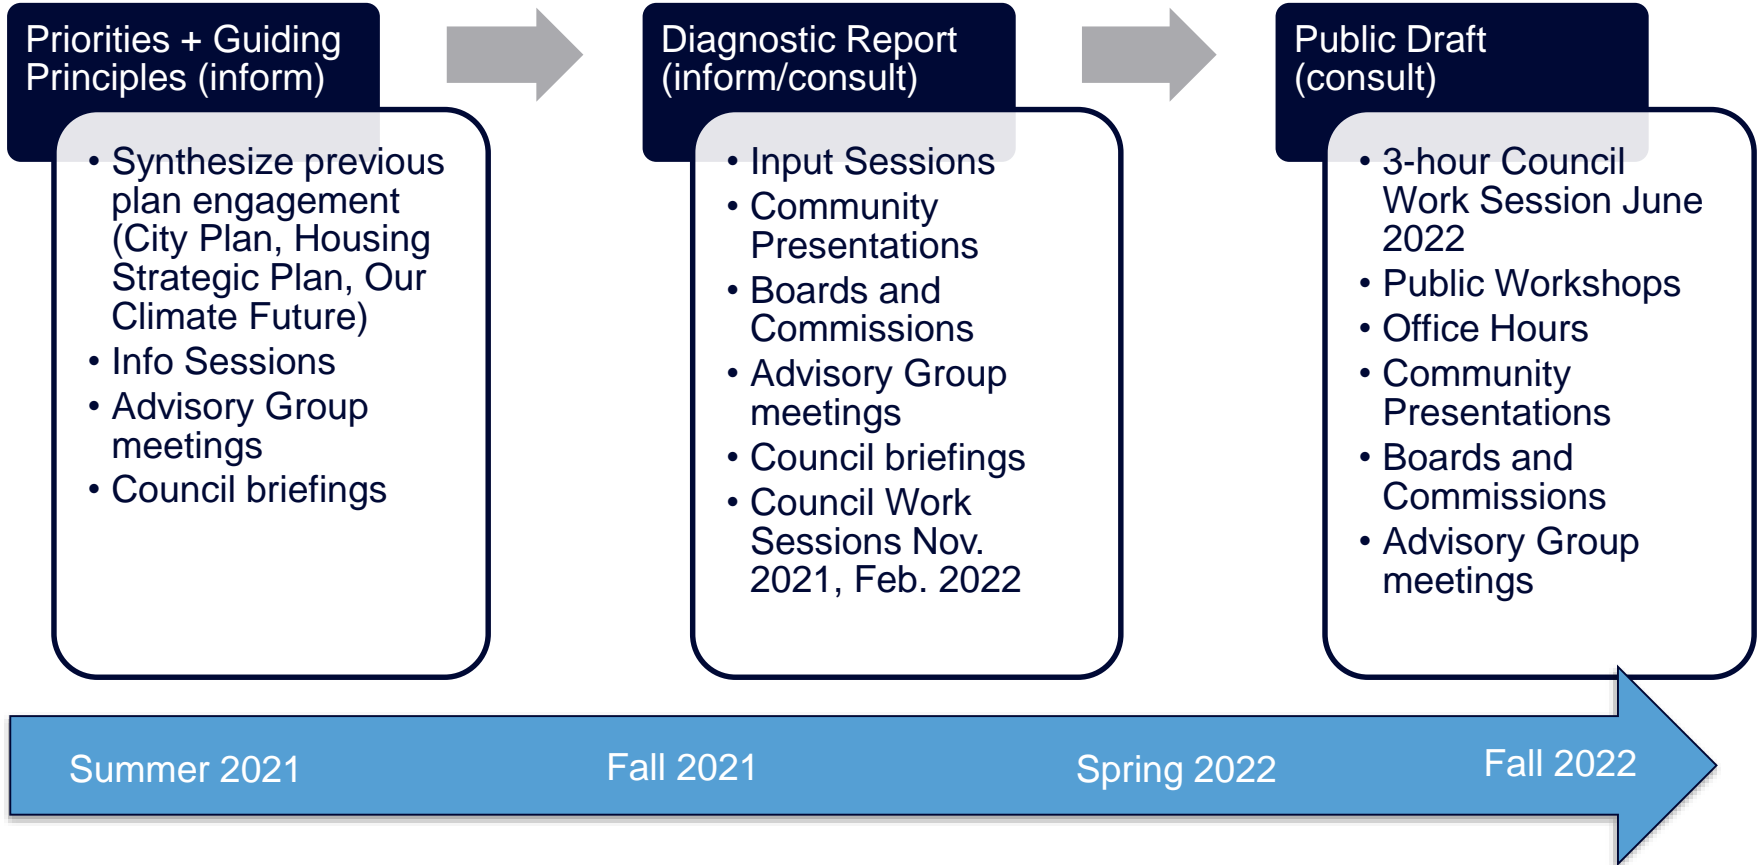 Priorities + Guiding
Principles (inform)
• Synthesize previous
plan engagement
(City Plan, Housing
Strategic Plan, Our
Climate Future)
• Info Sessions
• Advisory Group
meetings
• Council briefings
Diagnostic Report
(inform/consult)
• Input Sessions
• Community
Presentations
• Boards and
Commissions
• Advisory Group
meetings
• Council briefings
• Council Work
Sessions Nov.
2021, Feb. 2022
Public Draft
(consult)
• 3-hour Council
Work Session June
2022
• Public Workshops
• Office Hours
• Community
Presentations
• Boards and
Commissions
• Advisory Group
meetings
Summer 2021
Fall 2021
Spring 2022
Fall 2022